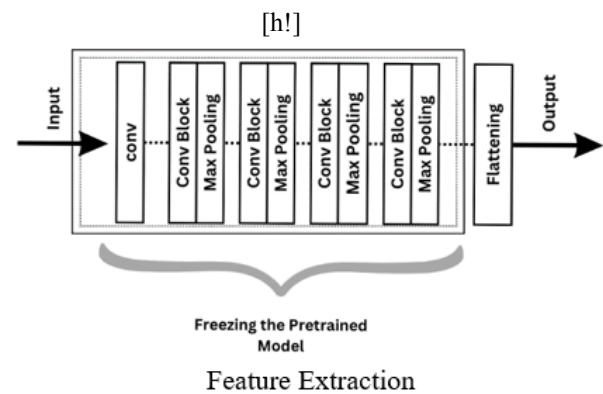 [h!]
Input
conv
Conv Block
Max Pooling
Conv Block
Max Pooling
Conv Block
Max Pooling
Conv Block
Max Pooling
Flattening
Output
Freezing the Pretrained
Model
Feature Extraction